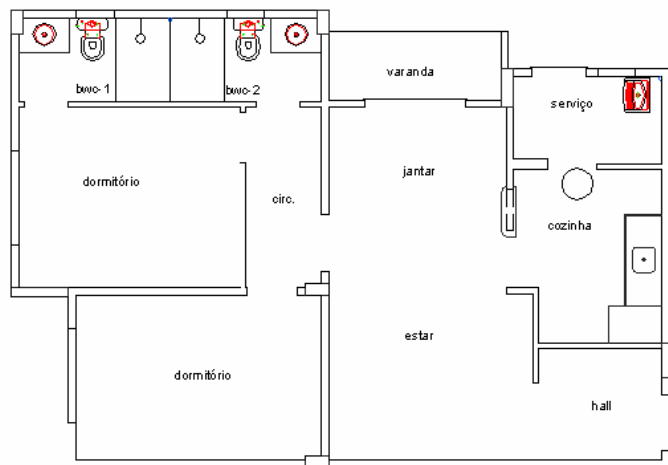 bwc-1
bwc-2
varanda
serviço
dormitório
jantar
circ.
cozinha
estar
dormitório
hall